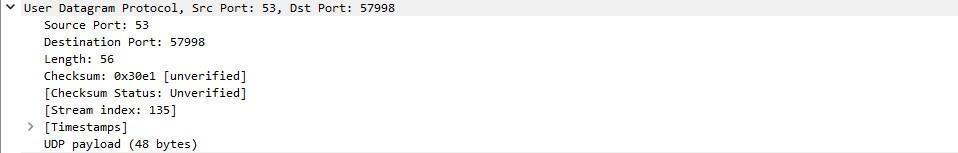 User Datagram Protocol, Src Port: 53, Dst Port: 57998
Source Port: 53
Destination Port: 57998
Length: 56
Checksum: 0x30e1 [unverified]
[Checksum Status: Unverified]
[Stream index: 135]
[Timestamps]
UDP payload (48 bytes)